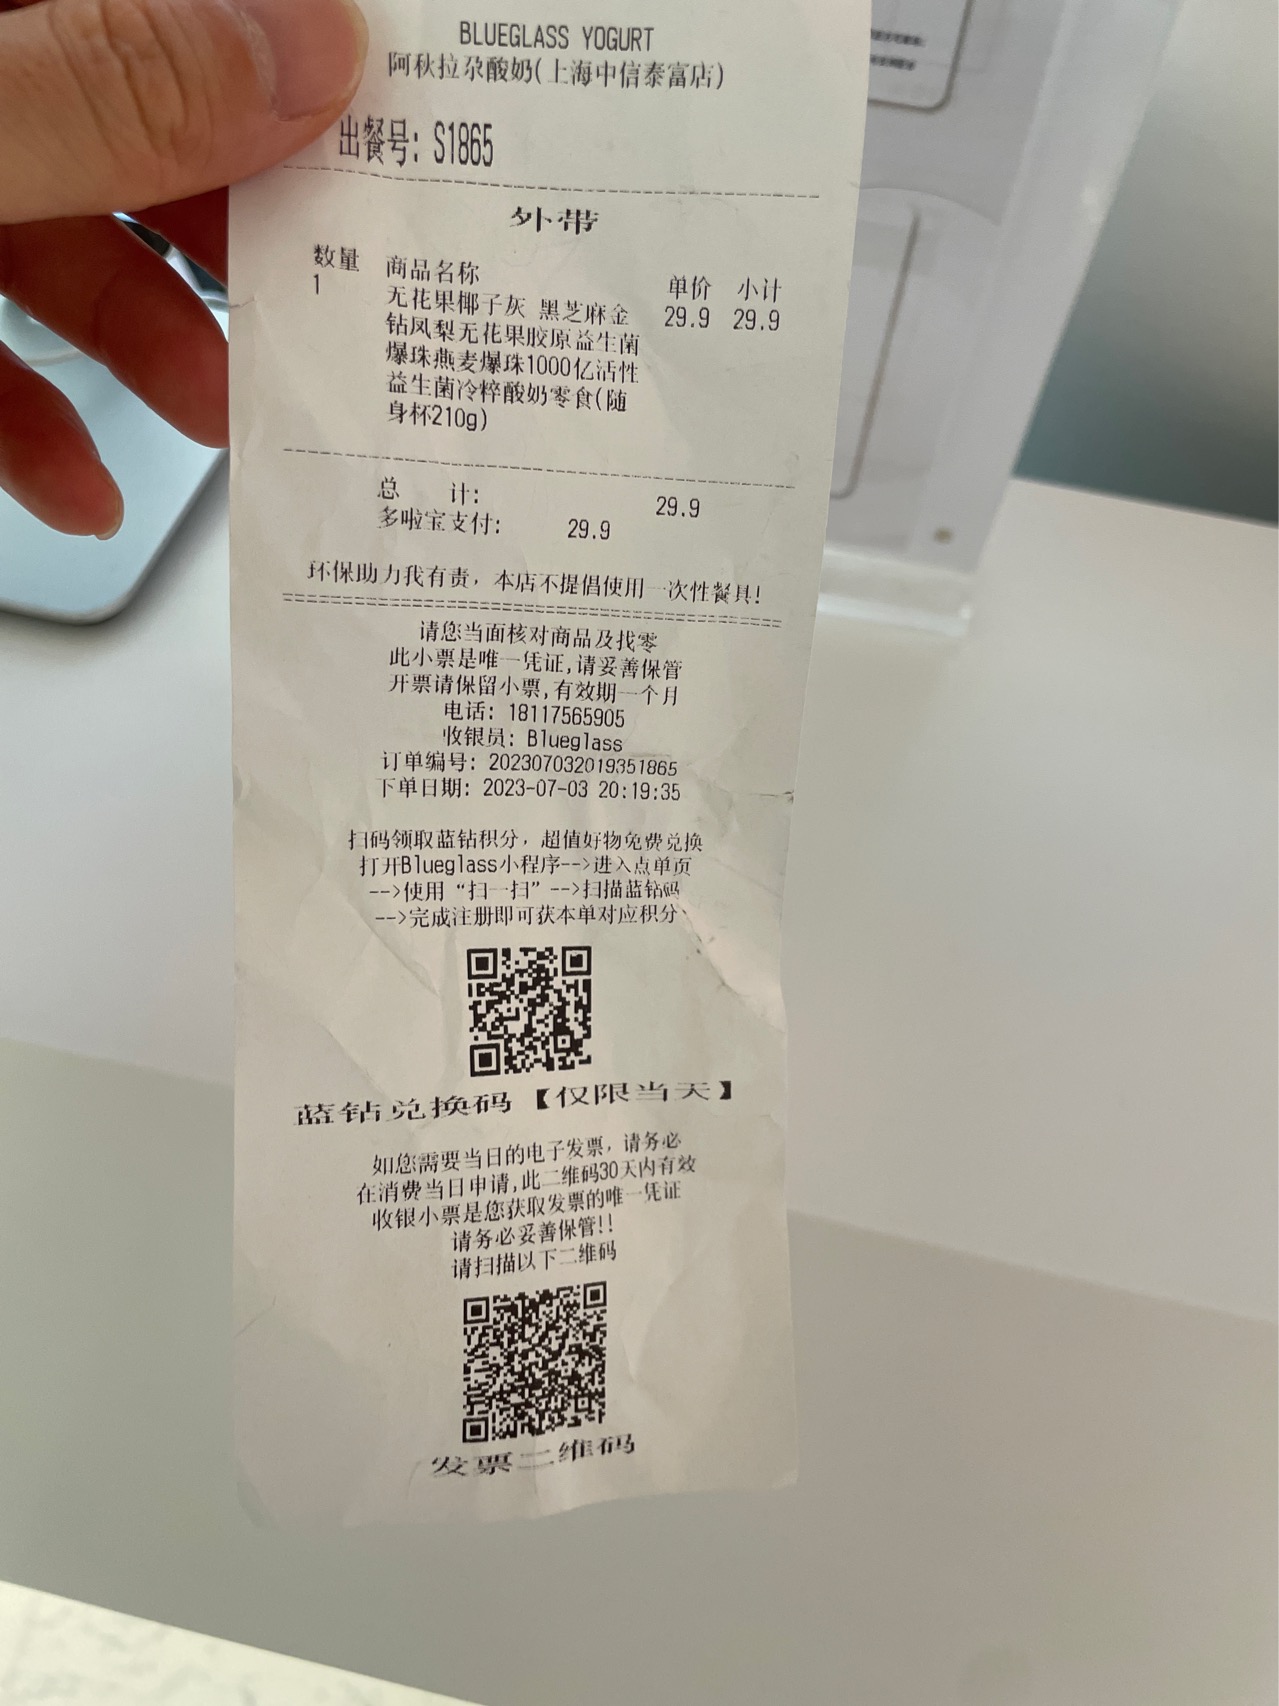 BLUEGLASS YOGURT
阿秋拉尕酸奶(上海中信泰富店)
出餐号: S1865
外带
数量 商品名称 单价 小计
1 无花果椰子灰 黑芝麻金 29.9 29.9
钻凤梨无花果胶原益生菌
爆珠燕麦爆珠1000亿活性
益生菌冷粹酸奶零食(随
身杯210g)
总 计: 29.9
多啦宝支付: 29.9
环保助力我有责，本店不提倡使用一次性餐具!
请您当面核对商品及找零
此小票是唯一凭证,请妥善保管
开票请保留小票,有效期一个月
电话: 18117565905
收银员: Blueglass
订单编号: 202307032019351865
下单日期: 2023-07-03 20:19:35
扫码领取蓝钻积分，超值好物免费兑换
打开Blueglass小程序-->进入点单页
-->使用“扫一扫”-->扫描蓝钻码
-->完成注册即可获本单对应积分
蓝钻兑换码【仅限当天】
如您需要当日的电子发票，请务必
在消费当日申请,此二维码30天内有效
收银小票是您获取发票的唯一凭证
请务必妥善保管!!
请扫描以下二维码
发票二维码